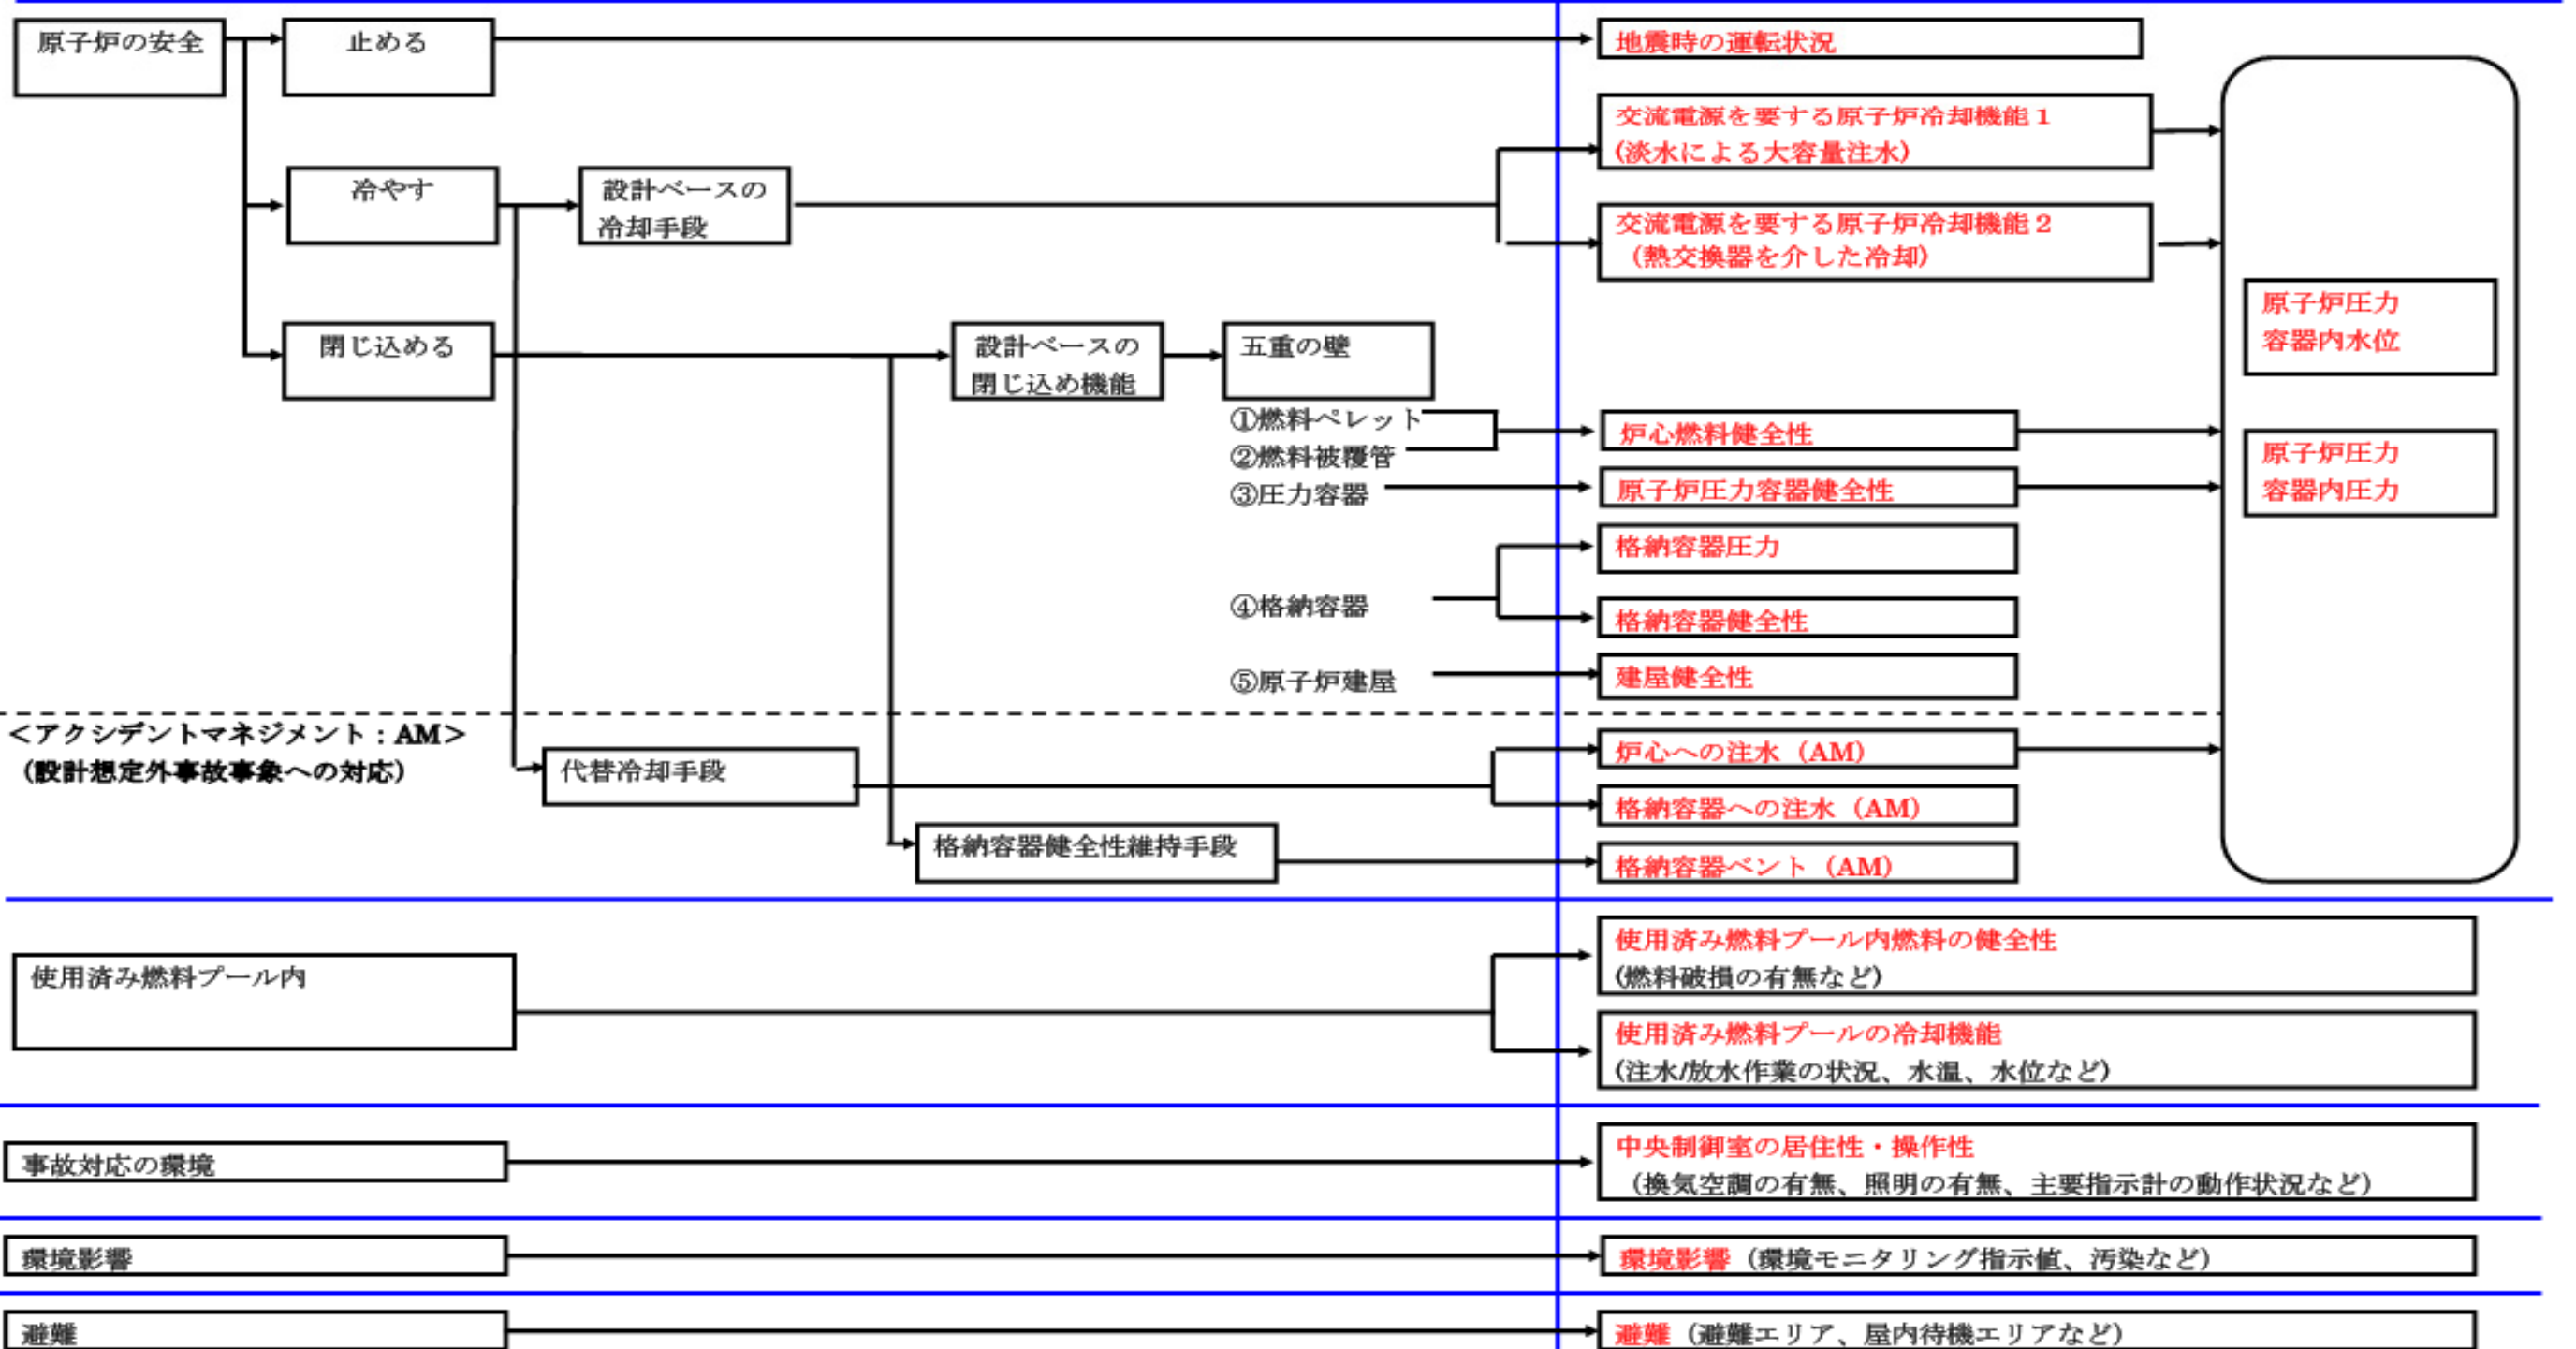 原子炉の安全
止める
地震時の運転状況
交流電源を要する原子炉冷却機能1
(淡水による大容量注水)
冷やす
設計ベースの
冷却手段
交流電源を要する原子炉冷却機能2
(熱交換器を介した冷却)
原子炉圧力
容器内水位
閉じ込める
設計ベースの
閉じ込め機能
五重の壁
①燃料ペレット
②燃料被覆管
③圧力容器
④格納容器
⑤原子炉建屋
炉心燃料健全性
原子炉圧力容器健全性
原子炉圧力
容器内圧力
格納容器圧力
格納容器健全性
建屋健全性
<アクシデントマネジメント:AM>
(設計想定外事故事象への対応)
代替冷却手段
炉心への注水(AM)
格納容器への注水(AM)
格納容器健全性維持手段
格納容器ベント(AM)
使用済み燃料プール内
使用済み燃料プール内燃料の健全性
(燃料破損の有無など)
使用済み燃料プールの冷却機能
(注水/放水作業の状況、水温、水位など)
事故対応の環境
中央制御室の居住性・操作性
(換気空調の有無、照明の有無、主要指示計の動作状況など)
環境影響
環境影響(環境モニタリング指示値、汚染など)
避難
避難(避難エリア、屋内待機エリアなど)